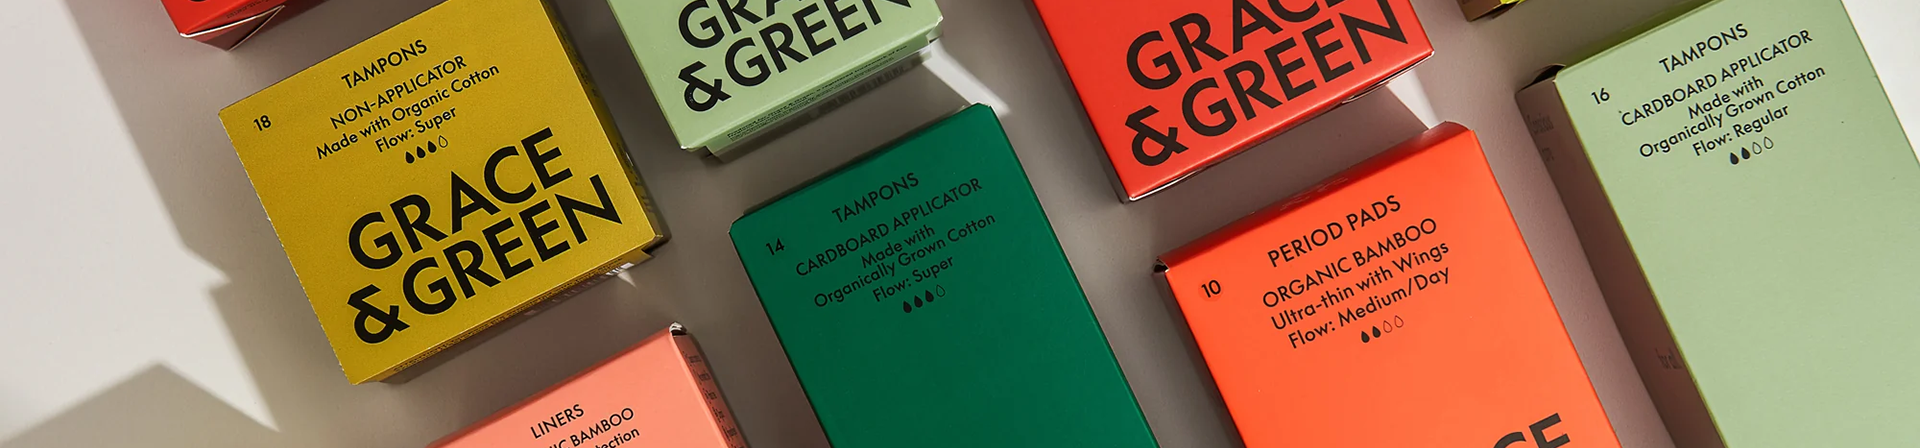 18
TAMPONS
NON-APPLICATOR
Made with Organic Cotton
Flow: Super
GRACE
&GREEN
GRACE
&GREEN
LINERS
BAMBOO
14
TAMPONS
CARDBOARD APPLICATOR
Made with
Organically Grown Cotton
Flow: Super
GRACE
&GREEN
10
PERIOD PADS
ORGANIC BAMBOO
Ultra-thin with Wings
Flow: Medium/Day
16
TAMPONS
CARDBOARD APPLICATOR
Made with
Organically Grown Cotton
Flow: Regular